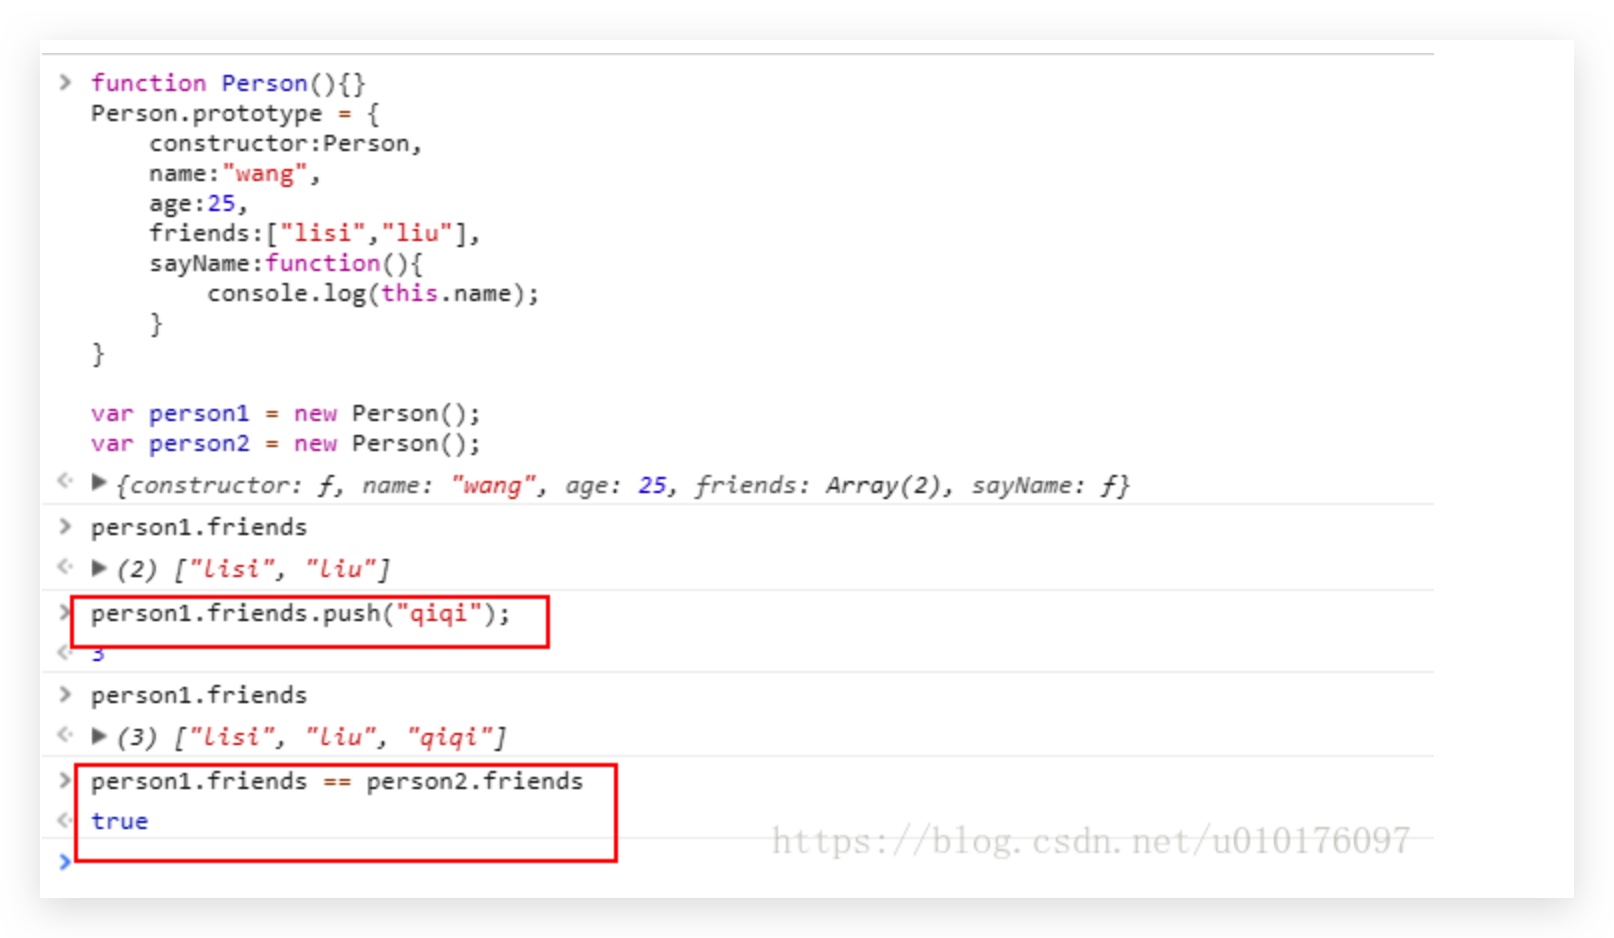 function Person(){}
Person.prototype = {
    constructor:Person,
    name:"wang",
    age:25,
    friends:["lisi","liu"],
    sayName:function(){
        console.log(this.name);
    }
}
var person1 = new Person();
var person2 = new Person();
{constructor: ƒ, name: "wang", age: 25, friends: Array(2), sayName: ƒ}
person1.friends
(2) ["lisi", "liu"]
person1.friends.push("qiqi");
3
person1.friends
(3) ["lisi", "liu", "qiqi"]
person1.friends == person2.friends
true
https://blog.csdn.net/u010176097